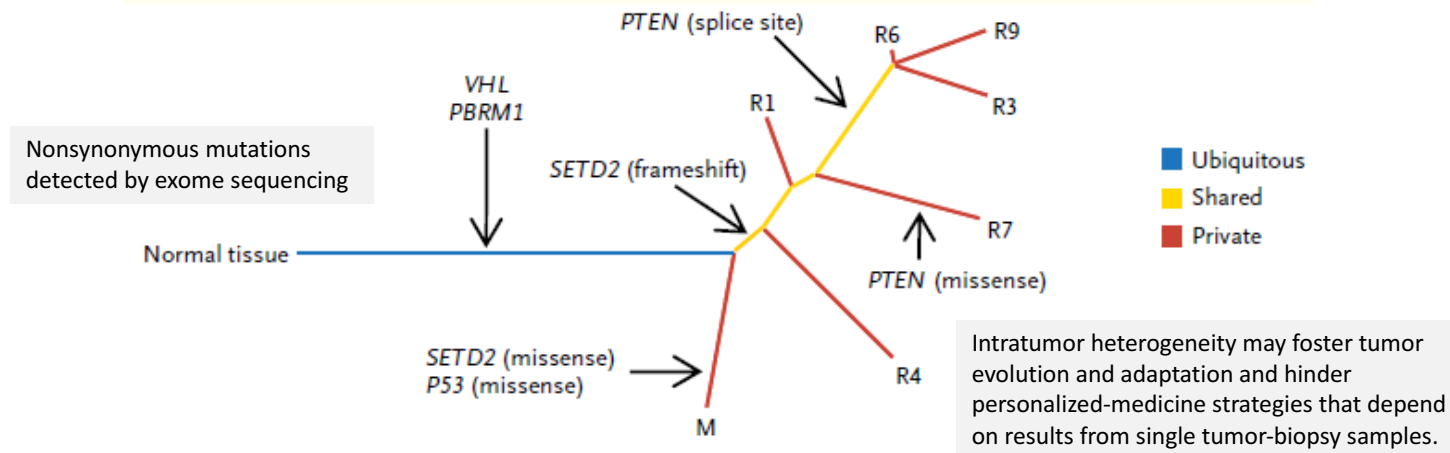 PTEN (splice site)
R6
R9
VHL
PBRM1
R1
R3
Nonsynonymous mutations
detected by exome sequencing
SETD2 (frameshift)
Ubiquitous
Shared
Private
Normal tissue
R7
PTEN (missense)
SETD2 (missense)
P53 (missense)
R4
M
Intratumor heterogeneity may foster tumor
evolution and adaptation and hinder
personalized-medicine strategies that depend
on results from single tumor-biopsy samples.